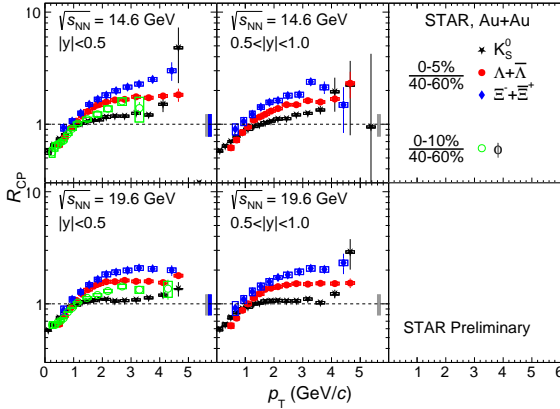 √sNN = 14.6 GeV
|y|<0.5
√sNN = 14.6 GeV
0.5<|y|<1.0
STAR, Au+Au
0-5%
40-60%
K0S
Λ+Λ̅
Ξ-+Ξ̅+
0-10%
40-60%
ϕ
10
1
RCP
√sNN = 19.6 GeV
|y|<0.5
√sNN = 19.6 GeV
0.5<|y|<1.0
STAR Preliminary
10
1
0 1 2 3 4 5 1 2 3 4 5 1 2 3 4 5 6
pT (GeV/c)